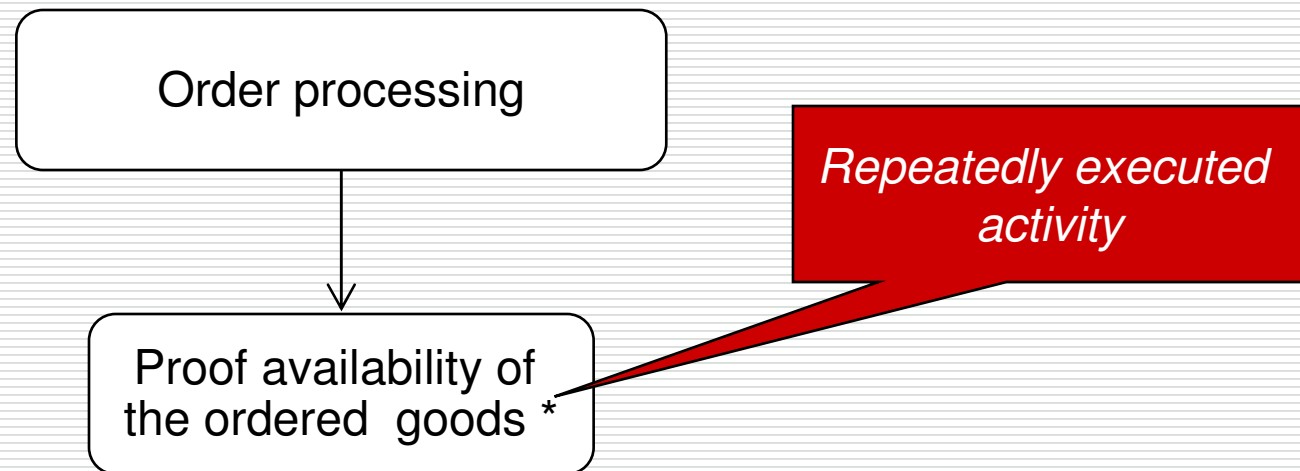 Order processing
Repeatedly executed
activity
Proof availability of
the ordered goods *